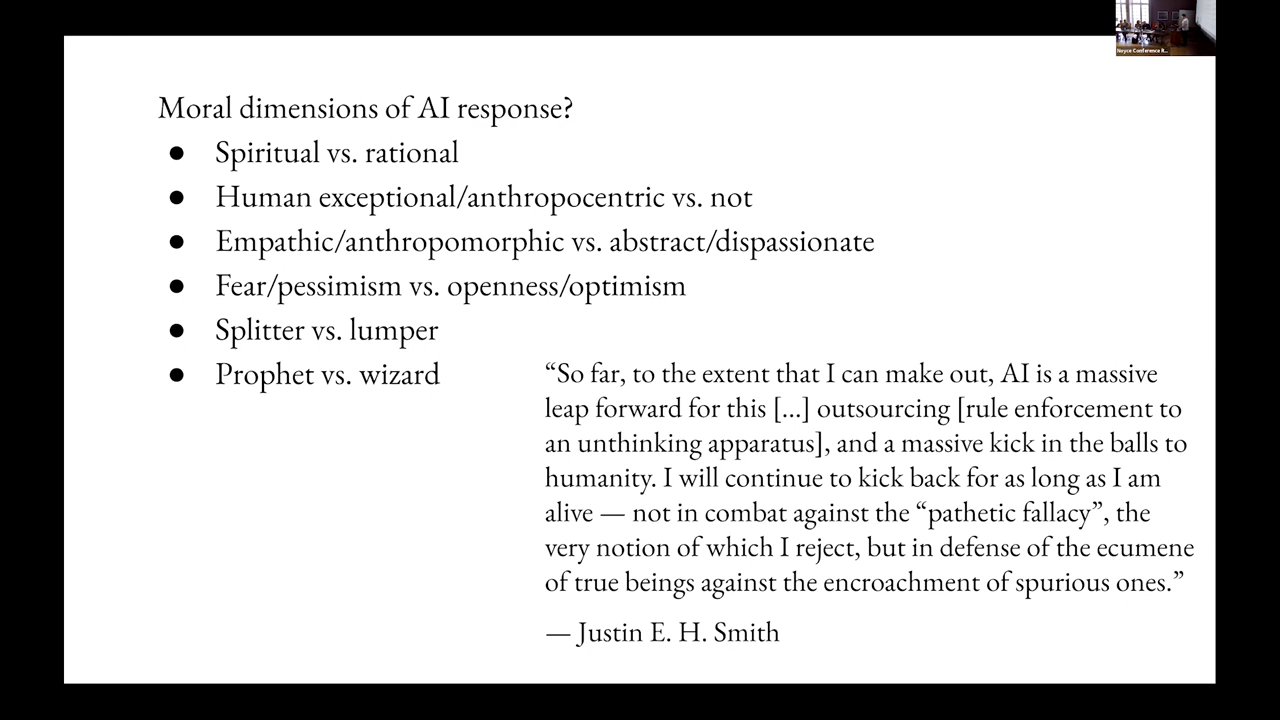 Noyce Conference R...
Moral dimensions of AI response?
● Spiritual vs. rational
● Human exceptional/anthropocentric vs. not
● Empathic/anthropomorphic vs. abstract/dispassionate
● Fear/pessimism vs. openness/optimism
● Splitter vs. lumper
● Prophet vs. wizard
“So far, to the extent that I can make out, AI is a massive
leap forward for this [...] outsourcing [rule enforcement to
an unthinking apparatus], and a massive kick in the balls to
humanity. I will continue to kick back for as long as I am
alive — not in combat against the “pathetic fallacy”, the
very notion of which I reject, but in defense of the ecumene
of true beings against the encroachment of spurious ones.”
— Justin E. H. Smith